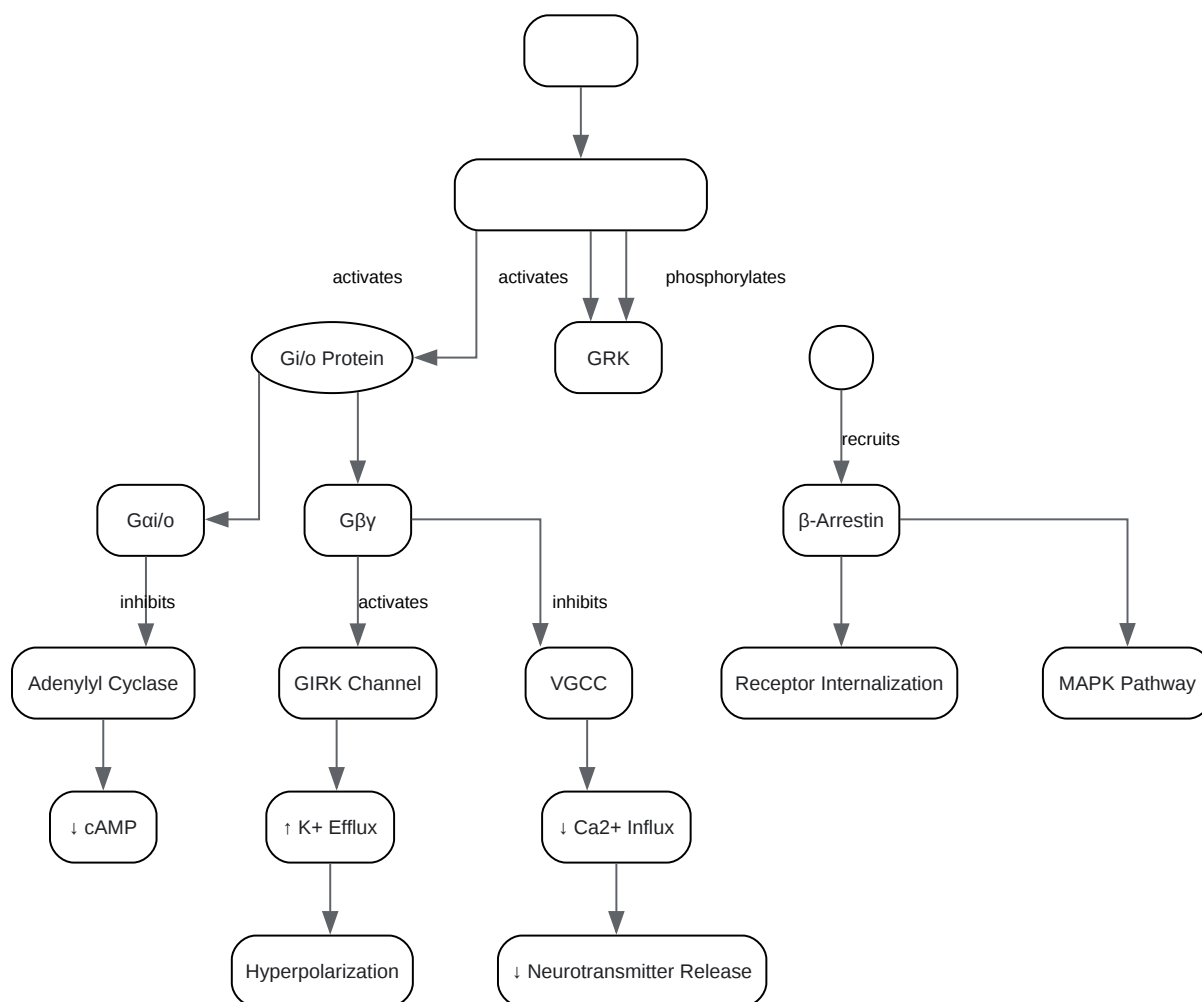 activates
activates
phosphorylates
Gi/o Protein
GRK
recruits
Gαi/o
Gβγ
β-Arrestin
inhibits
activates
inhibits
Adenylyl Cyclase
GIRK Channel
VGCC
Receptor Internalization
MAPK Pathway
↓ cAMP
↑ K+ Efflux
↓ Ca2+ Influx
Hyperpolarization
↓ Neurotransmitter Release